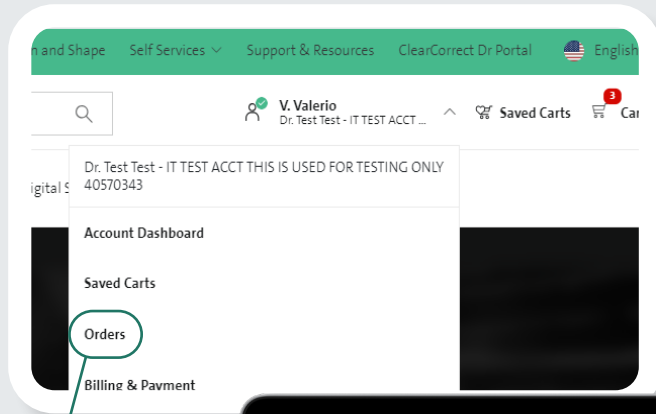 and Shape Self Services Support & Resources ClearCorrect Dr Portal English
V. Valerio
Dr. Test Test - IT TEST ACCT ...
Saved Carts
3
Dr. Test Test - IT TEST ACCT THIS IS USED FOR TESTING ONLY
40570343
Account Dashboard
Saved Carts
Orders
Billing & Payment